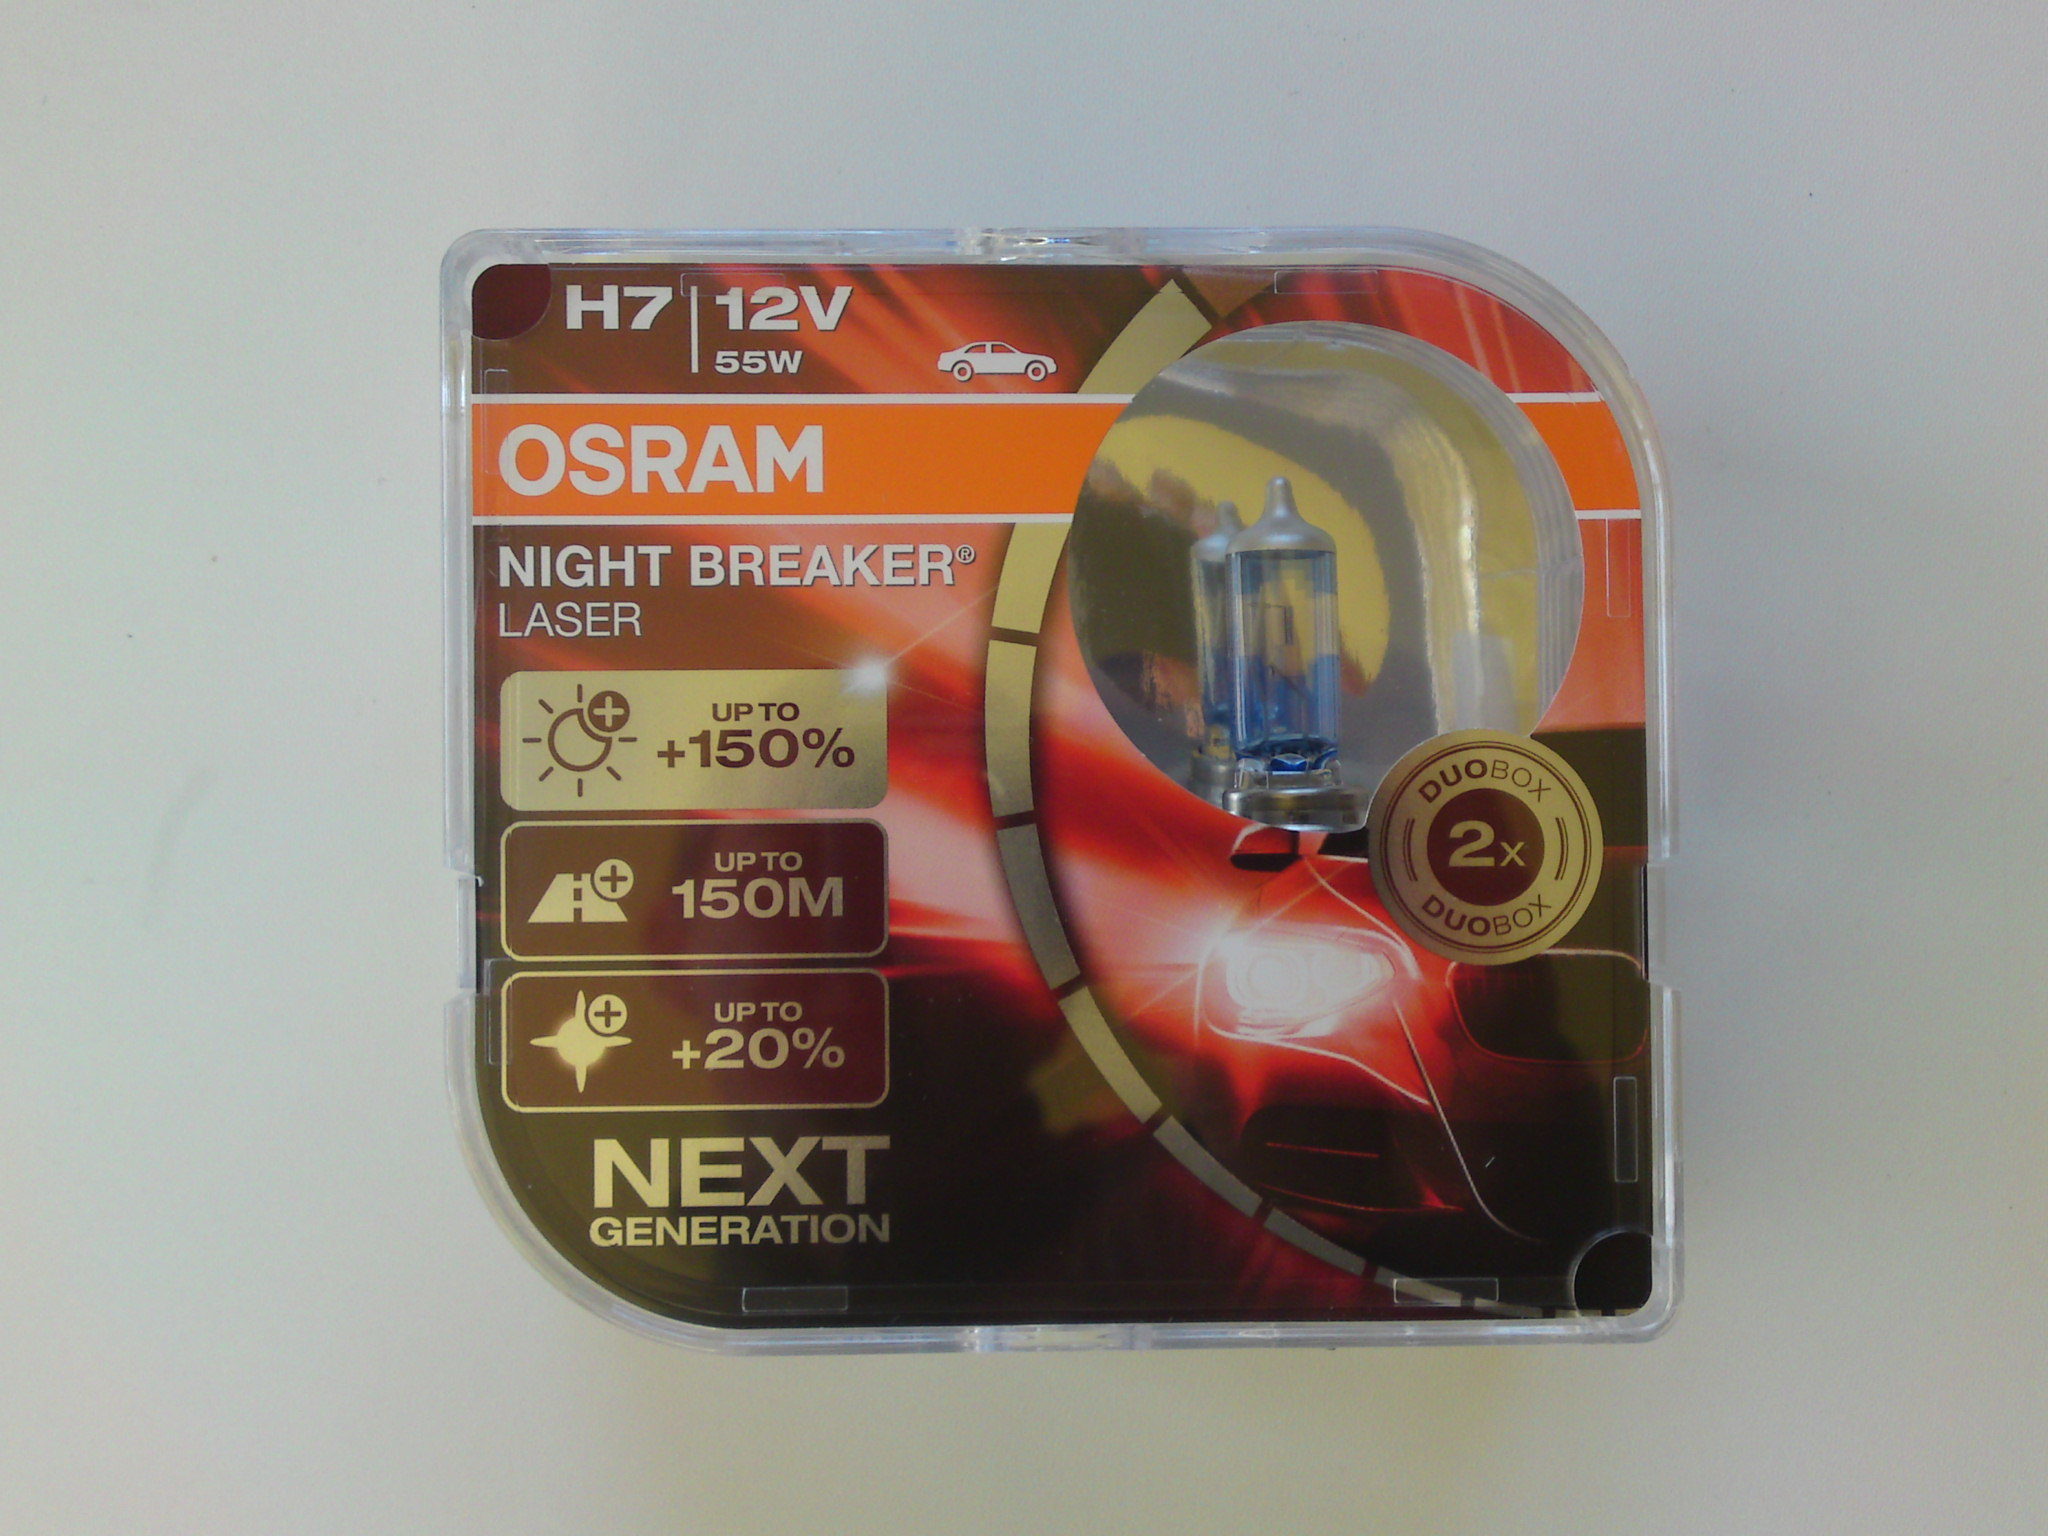 H7 12V
55W
OSRAM
NIGHT BREAKER®
LASER
UP TO
+150%
UP TO
150M
UP TO
+20%
NEXT
GENERATION
DUOBOX
2x
DUOBOX